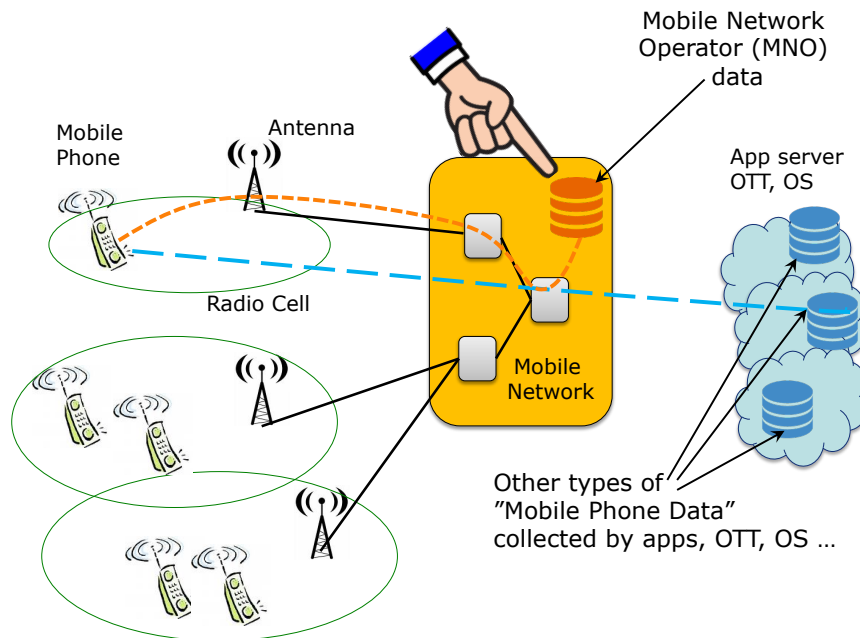 Mobile Network
Operator (MNO)
data
Mobile
Phone
Antenna
App server
OTT, OS
Radio Cell
Mobile
Network
Other types of
”Mobile Phone Data”
collected by apps, OTT, OS ...